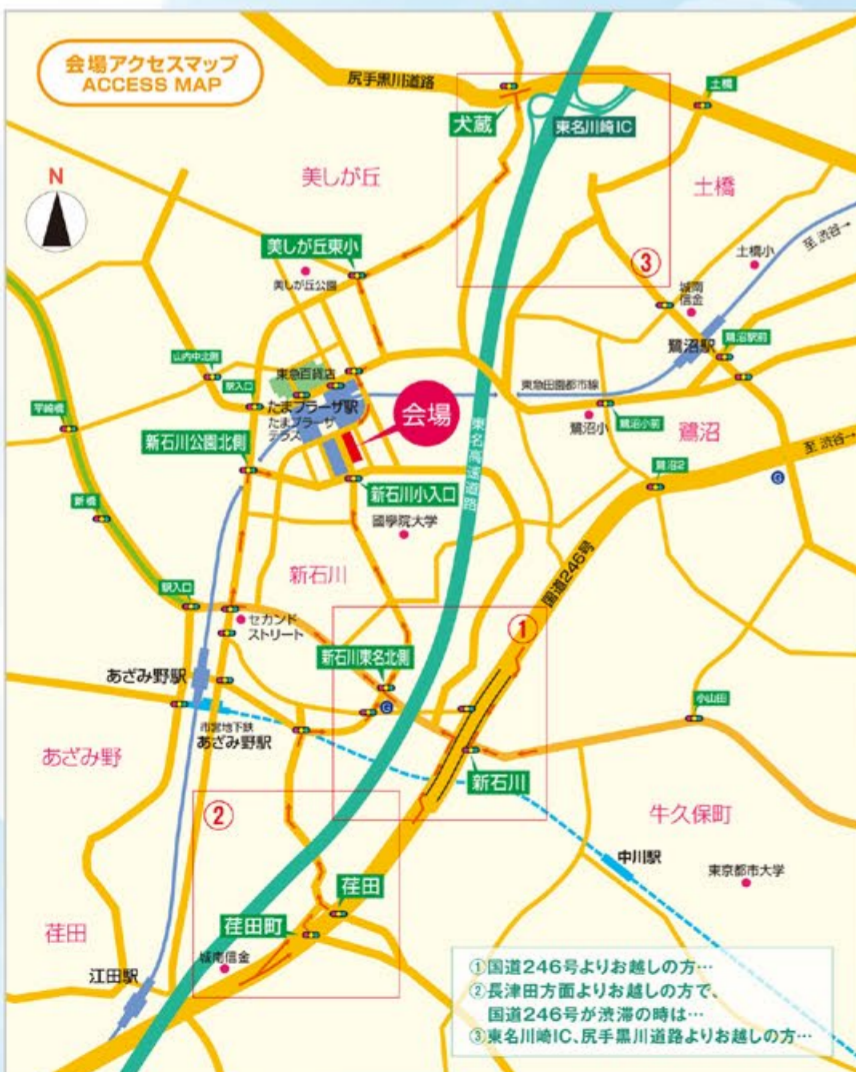 会場アクセスマップ
ACCESS MAP
尻手黒川道路
土橋
犬蔵
東名川崎IC
美しが丘
土橋
N
美しが丘東小
美しが丘公園
③
土橋小
至 渋谷→
城南
信金
鷺沼駅
鷺沼駅前
山内中北側
東急百貨店
駅入口
たまプラーザ駅
たまプラーザ
テラス
会場
東急田園都市線
鷺沼小
鷺沼小前
鷺沼
平崎橋
新石川公園北側
東名高速道路
至 渋谷→
鷺沼2
新石川小入口
新橋
國學院大学
G
国道246号
新石川
駅入口
セカンド
ストリート
①
新石川東名北側
あざみ野駅
G
小山田
市営地下鉄
あざみ野駅
あざみ野
新石川
②
牛久保町
中川駅
東京都市大学
荏田
荏田町
荏田
城南信金
江田駅
①国道246号よりお越しの方…
②長津田方面よりお越しの方で、
国道246号が渋滞の時は…
③東名川崎IC、尻手黒川道路よりお越しの方…